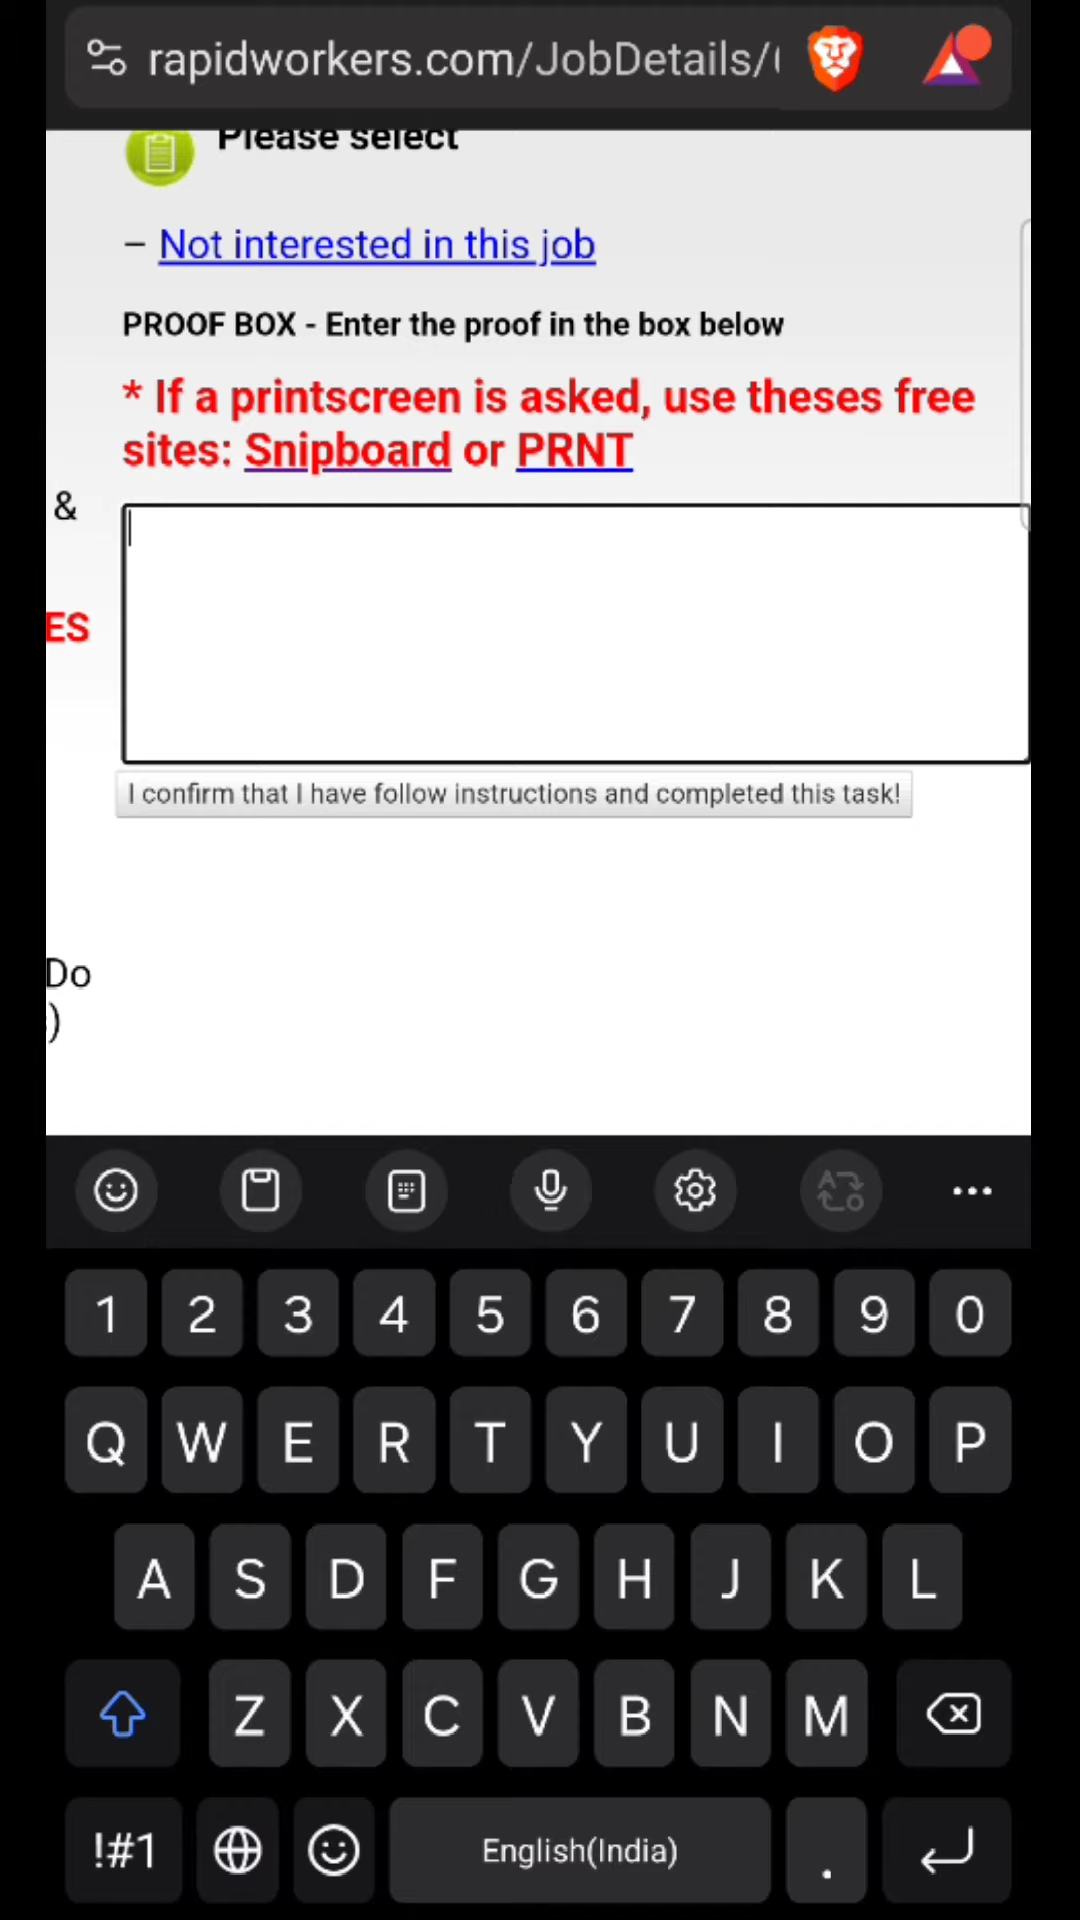 rapidworkers.com/JobDetails/
Please select
– Not interested in this job
PROOF BOX - Enter the proof in the box below
* If a printscreen is asked, use theses free
sites: Snipboard or PRNT
&
ES
I confirm that I have follow instructions and completed this task!
Do
)
1 2 3 4 5 6 7 8 9 0
Q W E R T Y U I O P
A S D F G H J K L
Z X C V B N M
!#1 English(India) .